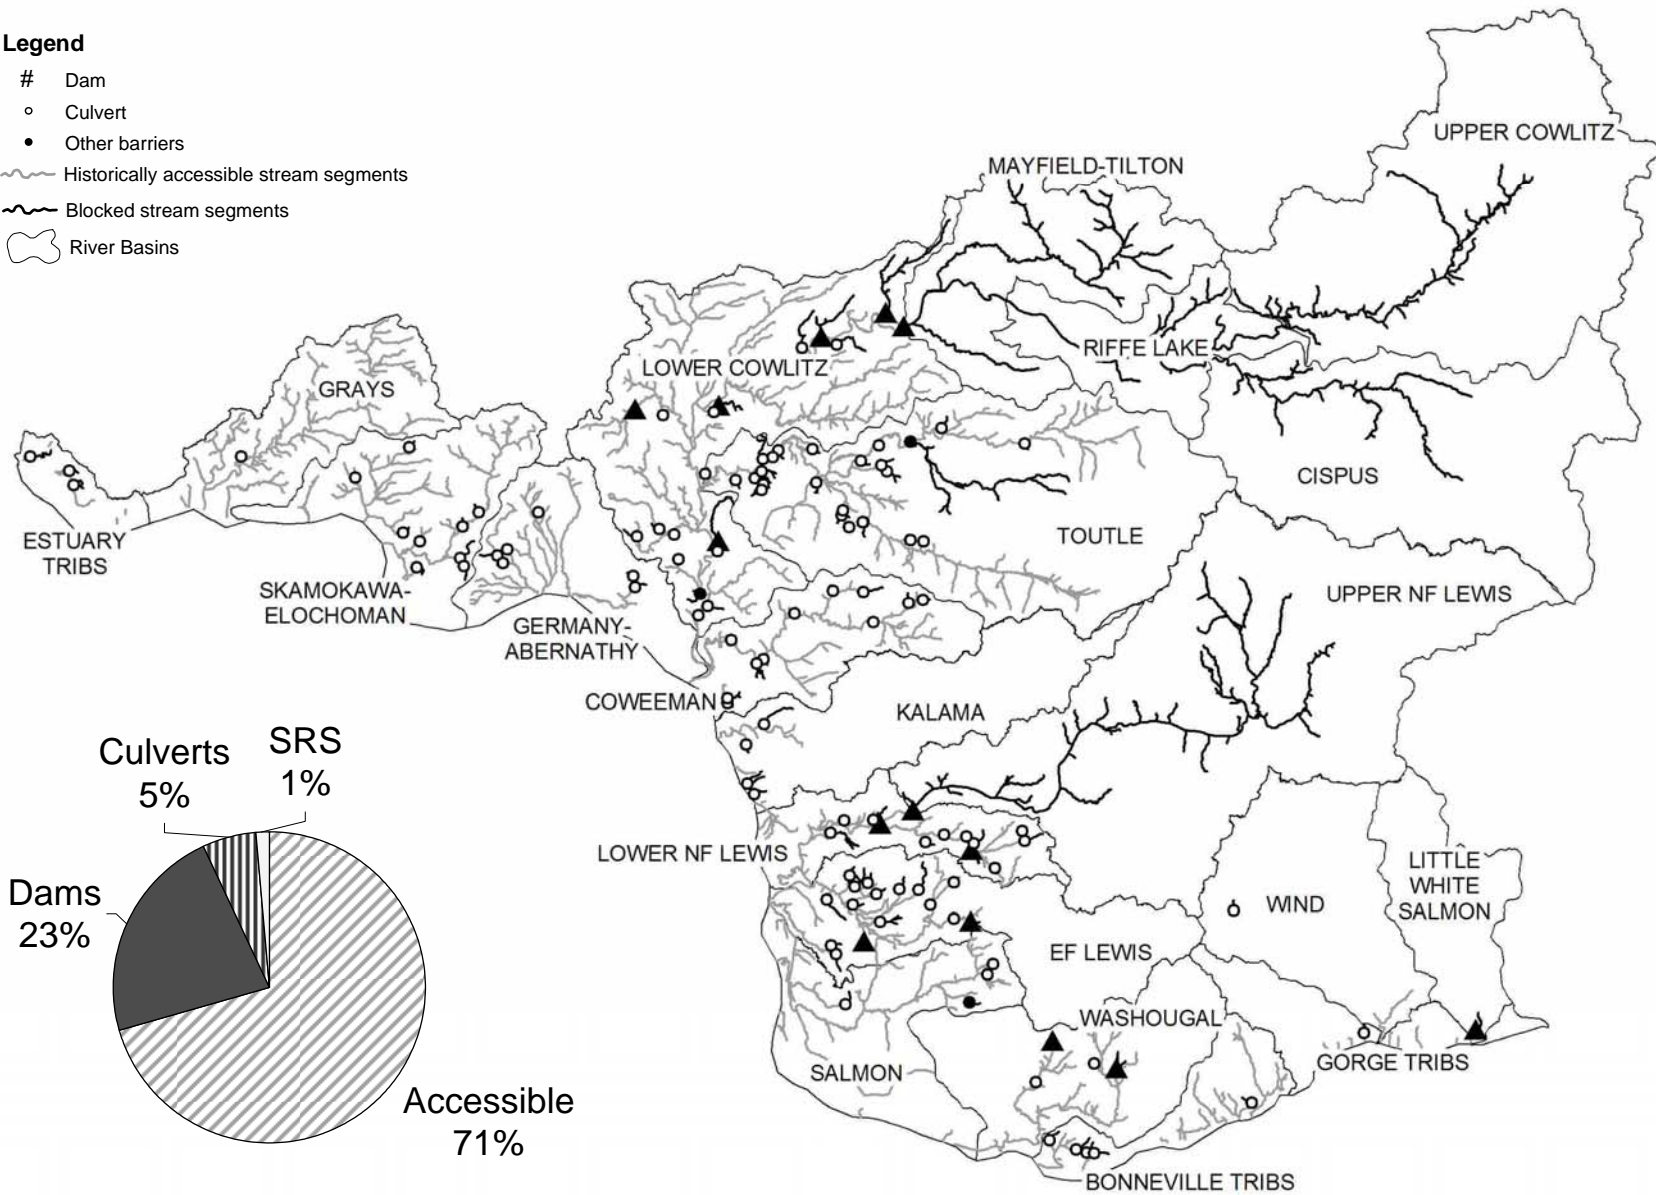 Legend
# Dam
Culvert
Other barriers
Historically accessible stream segments
Blocked stream segments
River Basins
UPPER COWLITZ
MAYFIELD-TILTON
RIFFE LAKE
LOWER COWLITZ
GRAYS
CISPUS
ESTUARY
TRIBS
TOUTLE
SKAMOKAWA-
ELOCHOMAN
UPPER NF LEWIS
GERMANY-
ABERNATHY
COWEEMAN
KALAMA
LOWER NF LEWIS
LITTLE
WHITE
SALMON
WIND
EF LEWIS
WASHOUGAL
SALMON
GORGE TRIBS
BONNEVILLE TRIBS
Culverts
5%
SRS
1%
Dams
23%
Accessible
71%